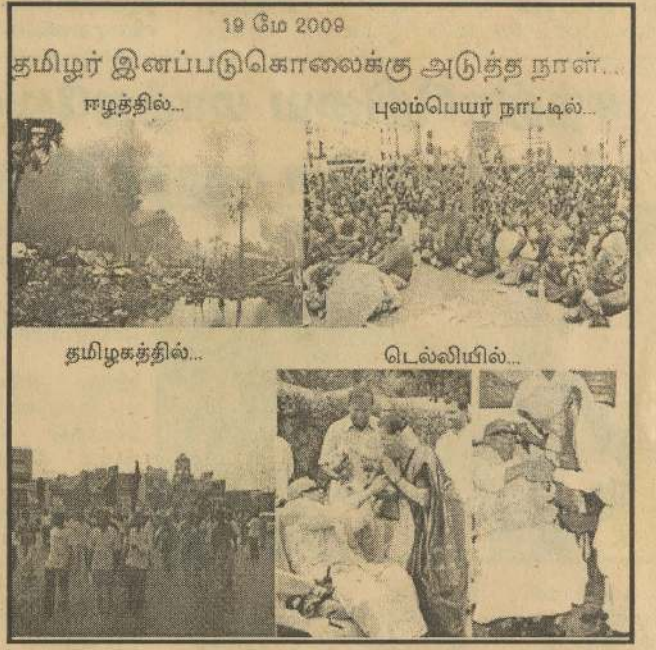 19 மே 2009
தமிழர் இனப்படுகொலைக்கு அடுத்த நாள்...
ஈழத்தில்...
புலம்பெயர் நாட்டில்...
தமிழகத்தில்...
டெல்லியில்...